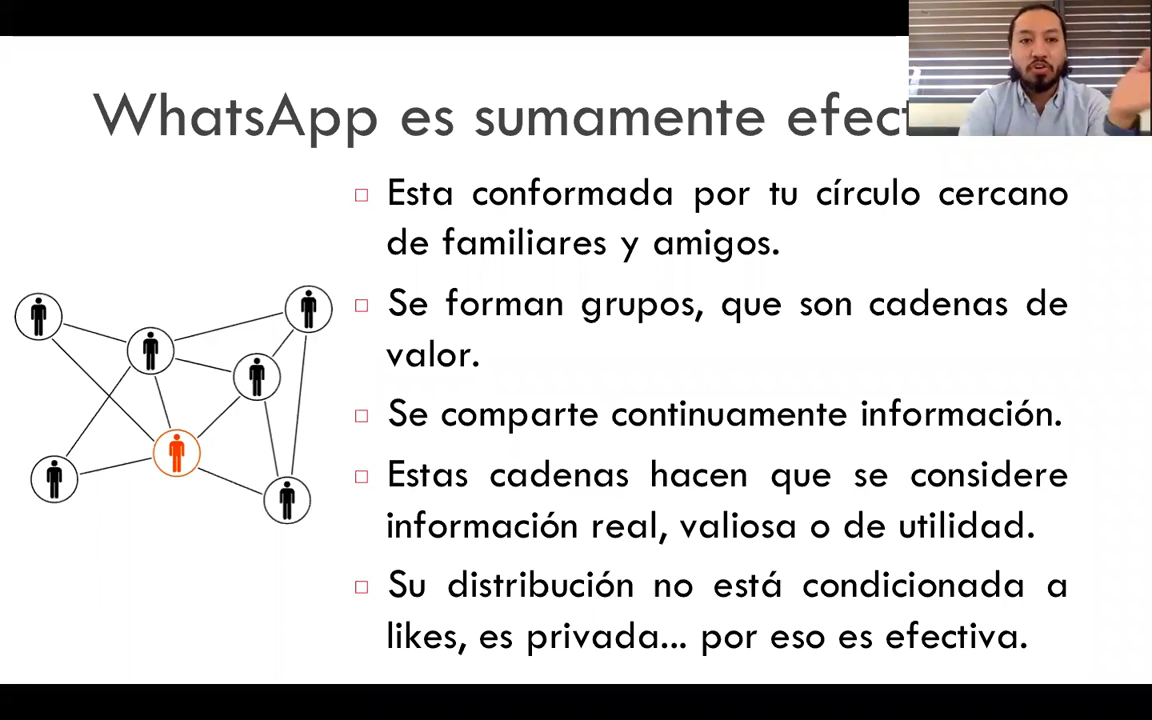 WhatsApp es sumamente efect
Esta conformada por tu círculo cercano
de familiares y amigos.
Se forman grupos, que son cadenas de
valor.
Se comparte continuamente información.
Estas cadenas hacen que se considere
información real, valiosa o de utilidad.
Su distribución no está condicionada a
likes, es privada... por eso es efectiva.